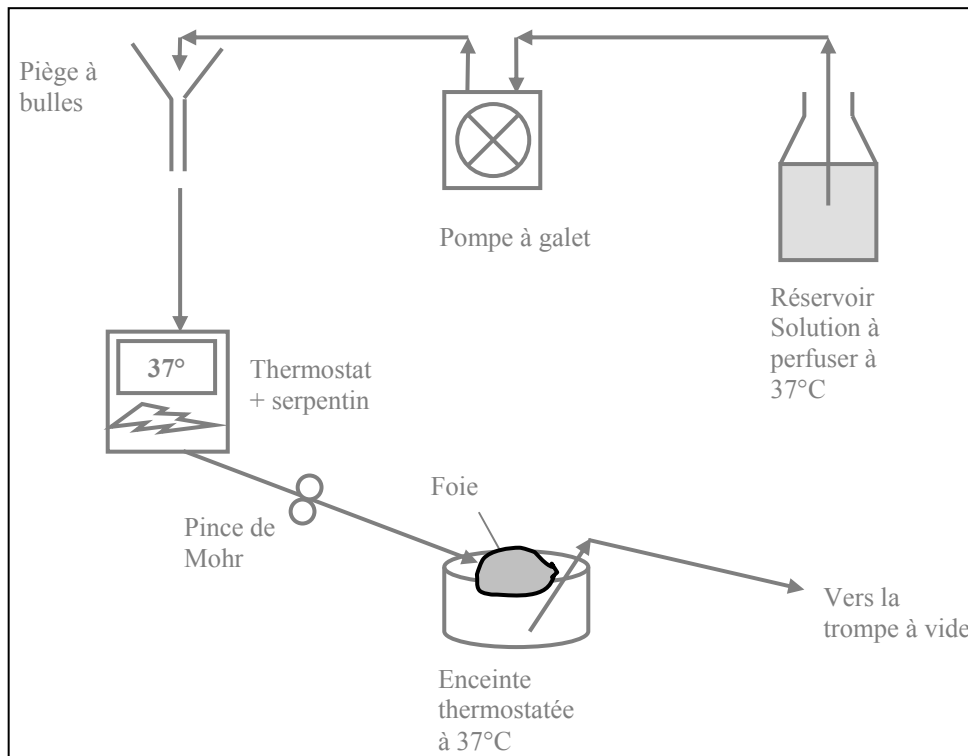 Piège à
bulles
Pompe à galet
Réservoir
Solution à
perfuser à
37°C
37°
Thermostat
+ serpentin
Pince de
Mohr
Foie
Vers la
trompe à vide
Enceinte
thermostatée
à 37°C